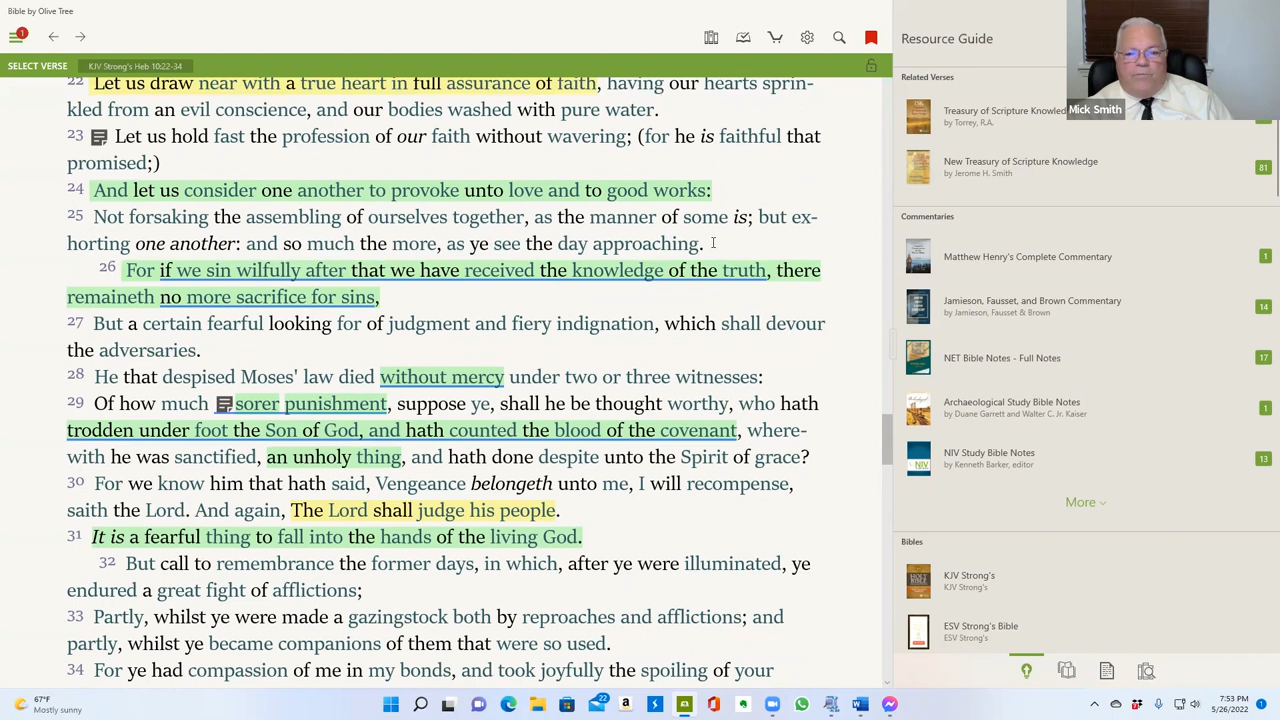 Bible by Olive Tree
1
SELECT VERSE
KJV Strong's Heb 10:22-34
22 Let us draw near with a true heart in full assurance of faith, having our hearts sprin-
kled from an evil conscience, and our bodies washed with pure water.
23 Let us hold fast the profession of our faith without wavering; (for he is faithful that
promised;)
24 And let us consider one another to provoke unto love and to good works:
25 Not forsaking the assembling of ourselves together, as the manner of some is; but ex-
horting one another: and so much the more, as ye see the day approaching.
26 For if we sin wilfully after that we have received the knowledge of the truth, there
remaineth no more sacrifice for sins,
27 But a certain fearful looking for of judgment and fiery indignation, which shall devour
the adversaries.
28 He that despised Moses' law died without mercy under two or three witnesses:
29 Of how much sorer punishment, suppose ye, shall he be thought worthy, who hath
trodden under foot the Son of God, and hath counted the blood of the covenant, where-
with he was sanctified, an unholy thing, and hath done despite unto the Spirit of grace?
30 For we know him that hath said, Vengeance belongeth unto me, I will recompense,
saith the Lord. And again, The Lord shall judge his people.
31 It is a fearful thing to fall into the hands of the living God.
32 But call to remembrance the former days, in which, after ye were illuminated, ye
endured a great fight of afflictions;
33 Partly, whilst ye were made a gazingstock both by reproaches and afflictions; and
partly, whilst ye became companions of them that were so used.
34 For ye had compassion of me in my bonds, and took joyfully the spoiling of your
Resource Guide
Related Verses
Treasury of Scripture Knowled
by Torrey, R.A.
Mick Smith
New Treasury of Scripture Knowledge
by Jerome H. Smith
81
Commentaries
Matthew Henry's Complete Commentary
1
Jamieson, Fausset, and Brown Commentary
by Jamieson, Fausset & Brown
14
NET Bible Notes - Full Notes
17
Archaeological Study Bible Notes
by Duane Garrett and Walter C. Jr. Kaiser
1
NIV Study Bible Notes
by Kenneth Barker, editor
13
More
Bibles
KJV Strong's
KJV Strong's
ESV Strong's Bible
ESV Strong's
67°F
Mostly sunny
22
7:53 PM
5/26/2022
1